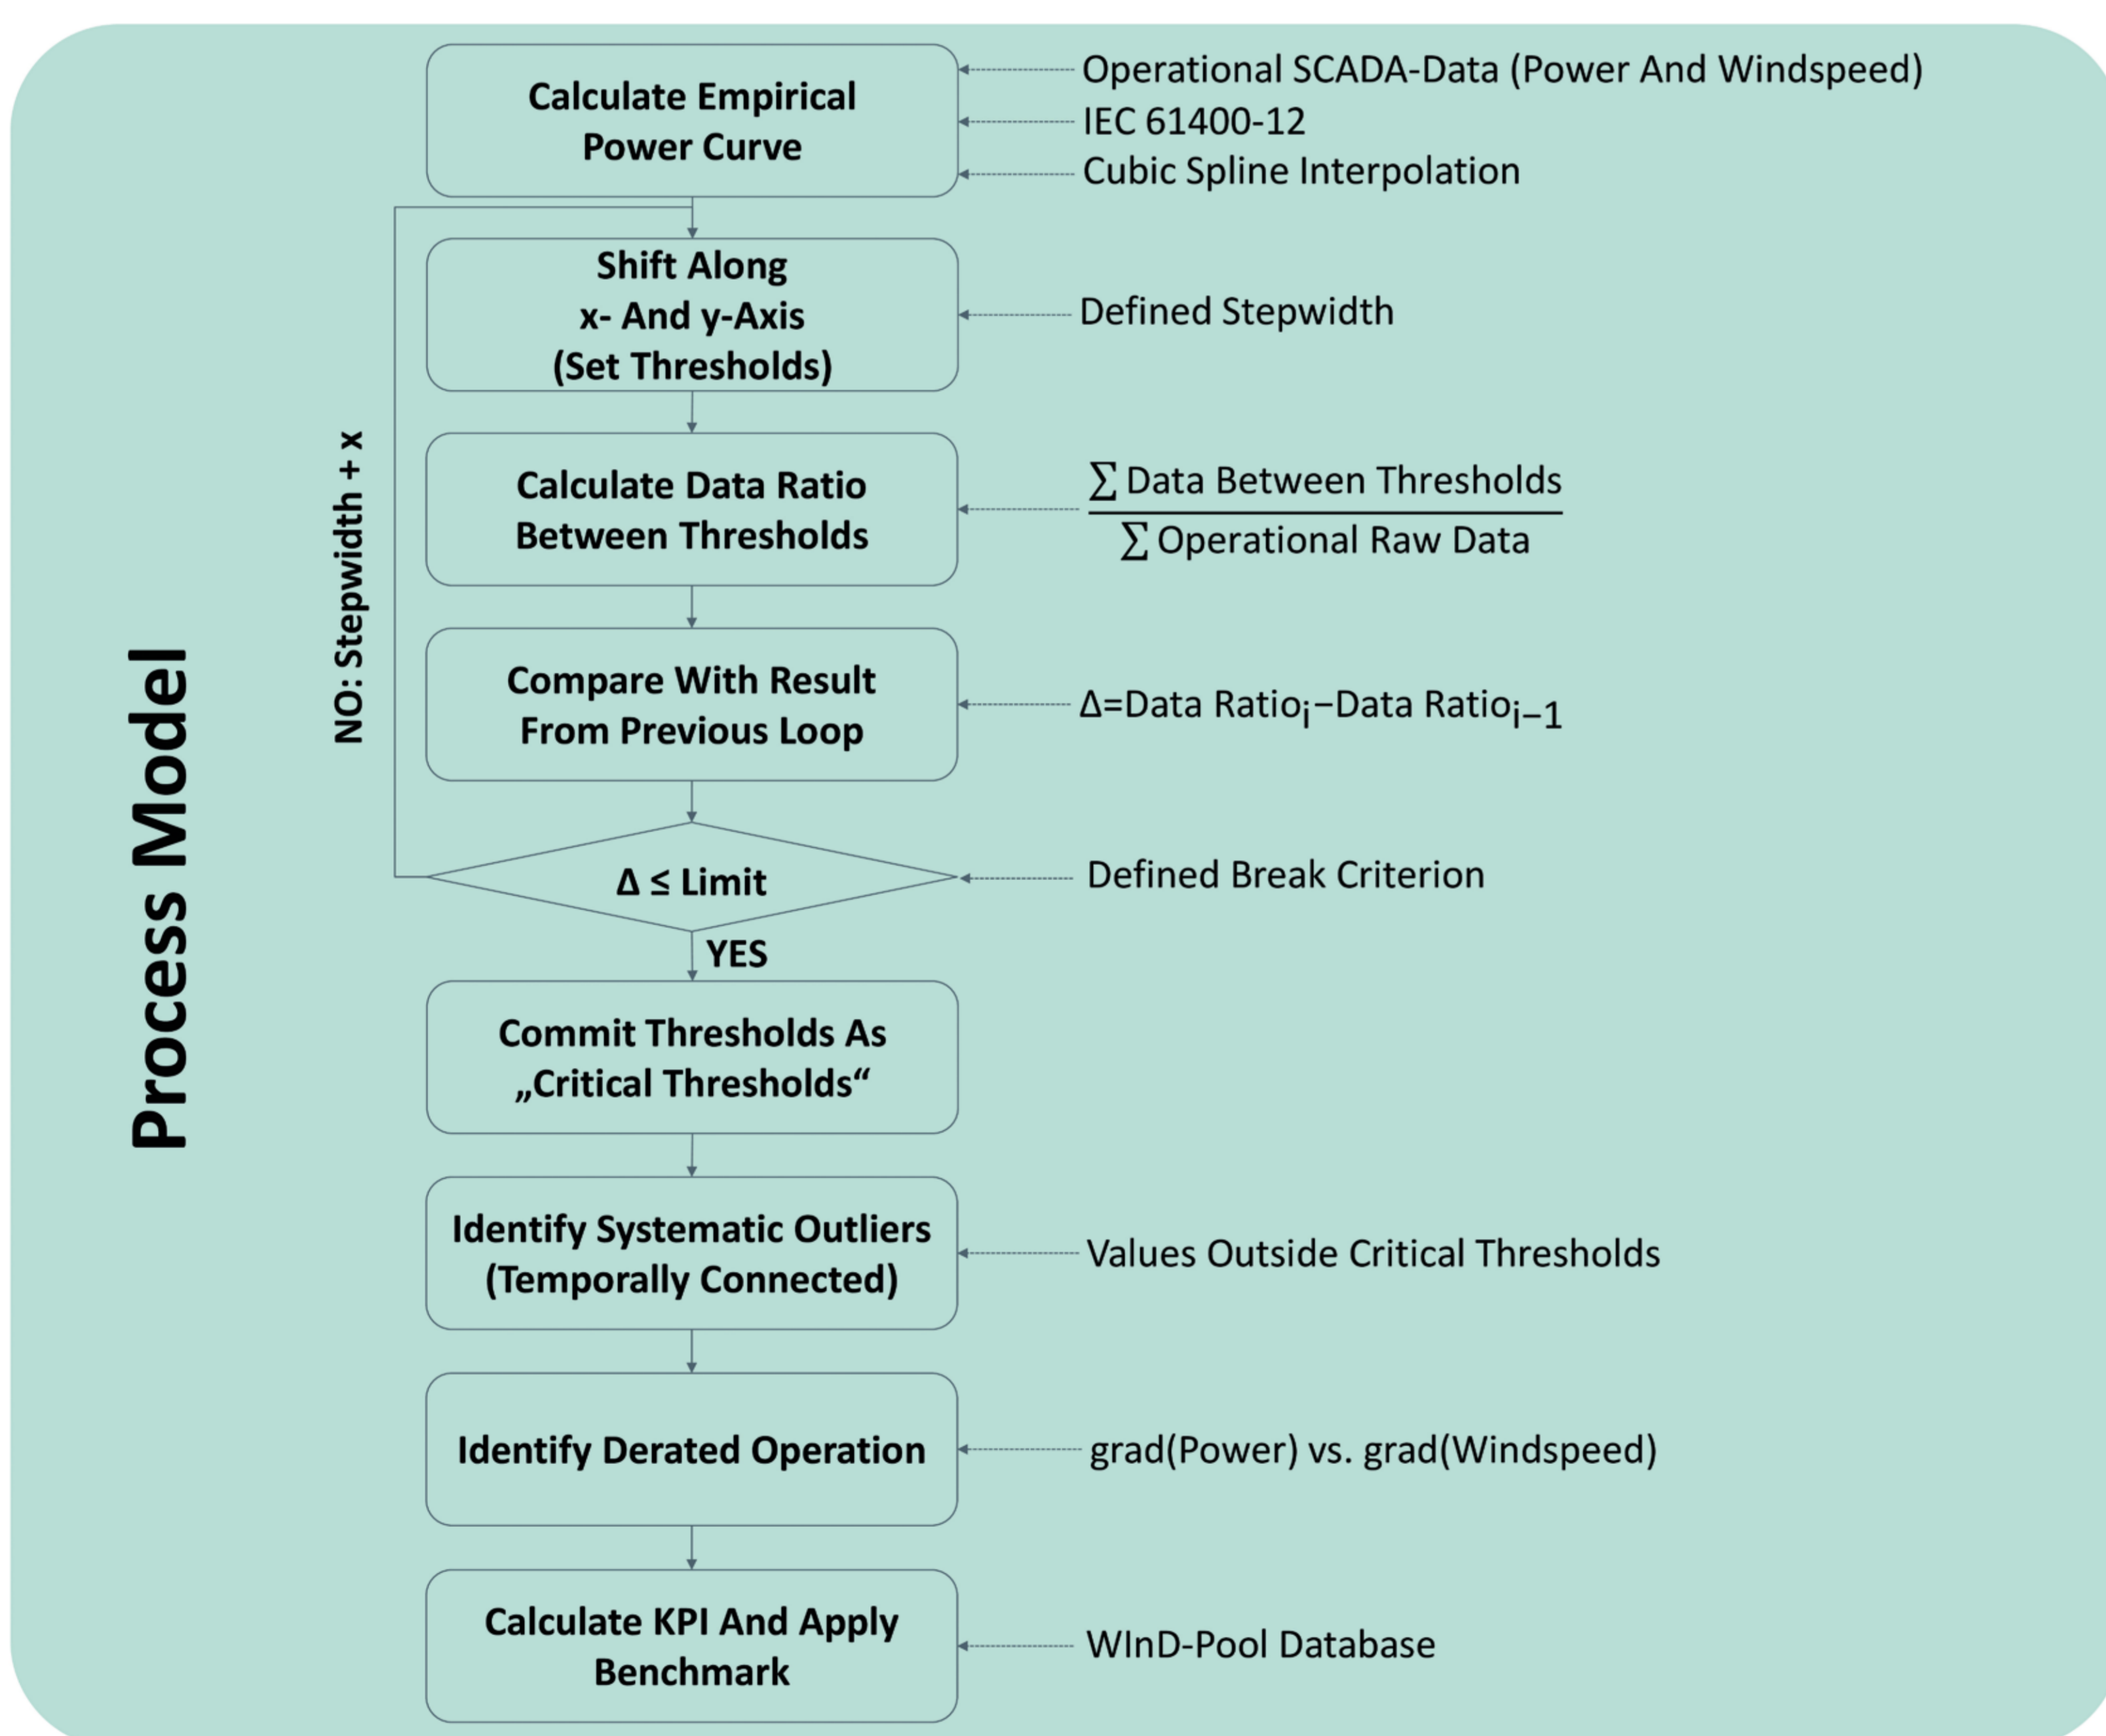 Process Model
Calculate Empirical
Power Curve
Operational SCADA-Data (Power And Windspeed)
IEC 61400-12
Cubic Spline Interpolation
Shift Along
x- And y-Axis
(Set Thresholds)
Defined Stepwidth
NO: Stepwidth + x
Calculate Data Ratio
Between Thresholds
∑ Data Between Thresholds
∑ Operational Raw Data
Compare With Result
From Previous Loop
Δ=Data Ratioi−Data Ratioi−1
Δ ≤ Limit
Defined Break Criterion
YES
Commit Thresholds As
„Critical Thresholds“
Identify Systematic Outliers
(Temporally Connected)
Values Outside Critical Thresholds
Identify Derated Operation
grad(Power) vs. grad(Windspeed)
Calculate KPI And Apply
Benchmark
WInD-Pool Database